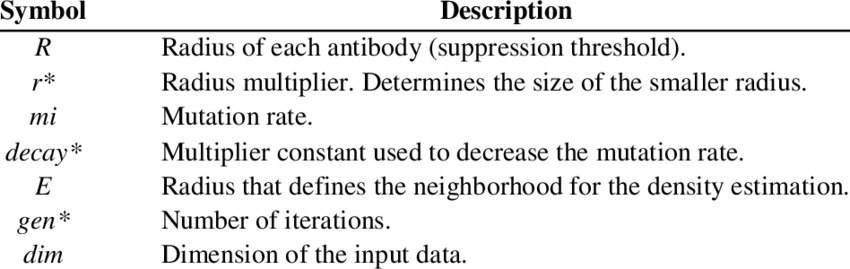 Symbol Description
R Radius of each antibody (suppression threshold).
r* Radius multiplier. Determines the size of the smaller radius.
mi Mutation rate.
decay* Multiplier constant used to decrease the mutation rate.
E Radius that defines the neighborhood for the density estimation.
gen* Number of iterations.
dim Dimension of the input data.